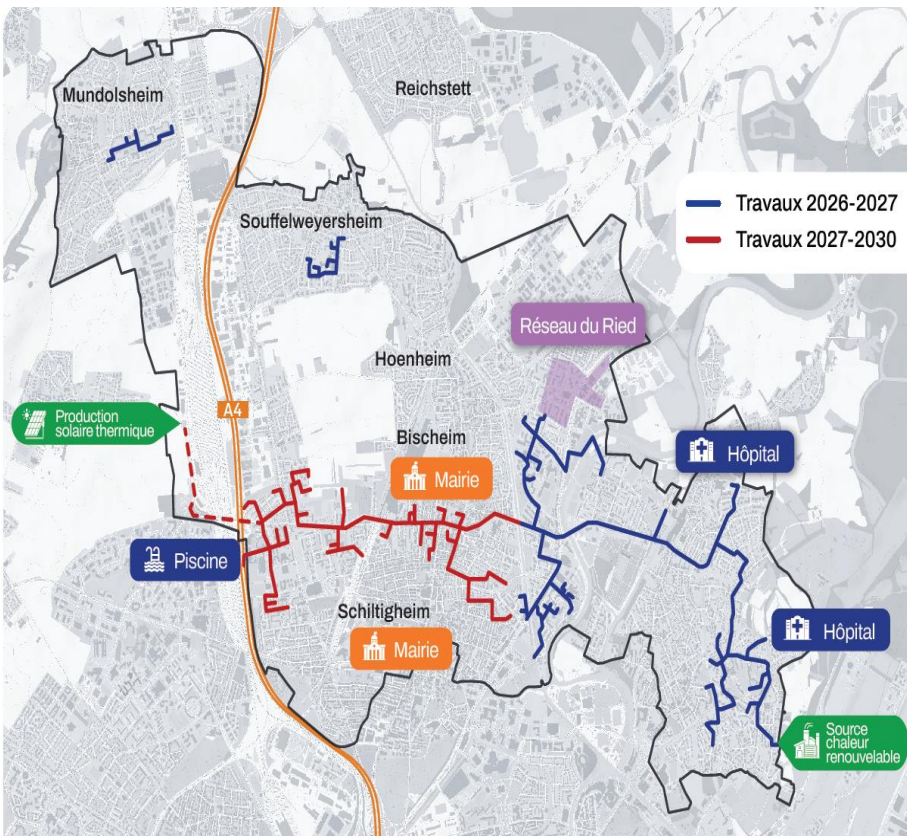 Mundolsheim
Reichstett
Travaux 2026-2027
Travaux 2027-2030
Souffelweyersheim
Réseau du Ried
Hoenheim
A4
Production
solaire thermique
Bischeim
Mairie
Hôpital
Piscine
Schiltigheim
Mairie
Hôpital
Source
chaleur
renouvelable